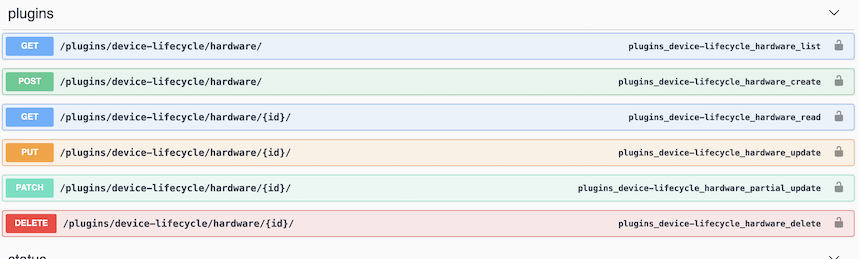 plugins
GET /plugins/device-lifecycle/hardware/ plugins_device-lifecycle_hardware_list
POST /plugins/device-lifecycle/hardware/ plugins_device-lifecycle_hardware_create
GET /plugins/device-lifecycle/hardware/{id}/ plugins_device-lifecycle_hardware_read
PUT /plugins/device-lifecycle/hardware/{id}/ plugins_device-lifecycle_hardware_update
PATCH /plugins/device-lifecycle/hardware/{id}/ plugins_device-lifecycle_hardware_partial_update
DELETE /plugins/device-lifecycle/hardware/{id}/ plugins_device-lifecycle_hardware_delete
status